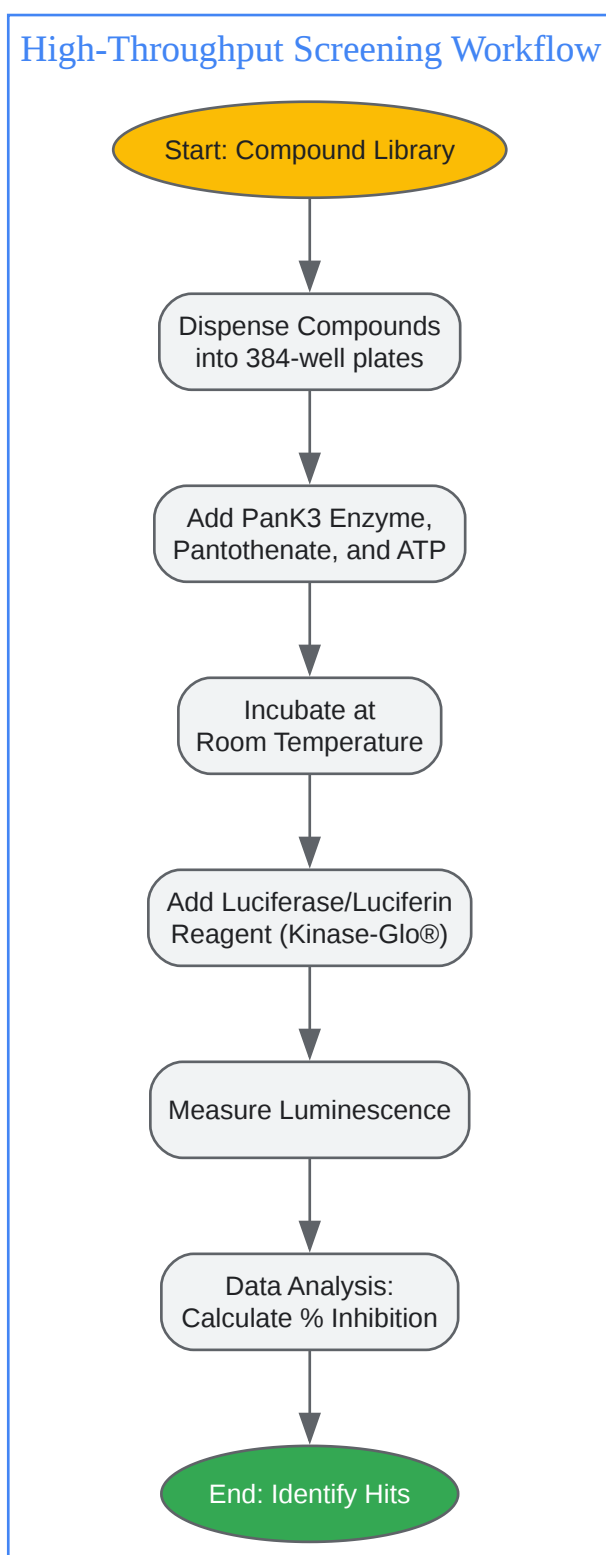 High-Throughput Screening Workflow
Start: Compound Library
Dispense Compounds
into 384-well plates
Add PanK3 Enzyme,
Pantothenate, and ATP
Incubate at
Room Temperature
Add Luciferase/Luciferin
Reagent (Kinase-Glo®)
Measure Luminescence
Data Analysis:
Calculate % Inhibition
End: Identify Hits